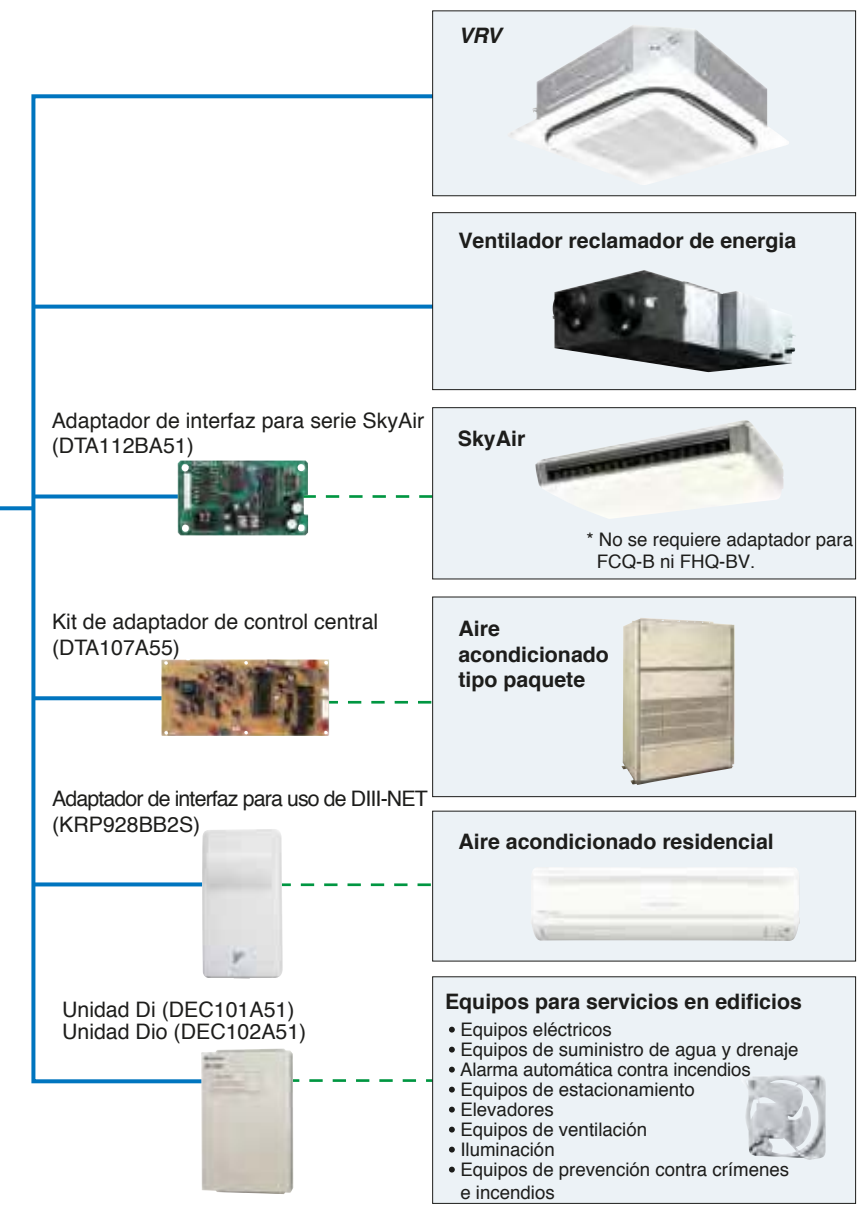 VRV
Ventilador reclamador de energia
Adaptador de interfaz para serie SkyAir
(DTA112BA51)
SkyAir
* No se requiere adaptador para
FCQ-B ni FHQ-BV.
Kit de adaptador de control central
(DTA107A55)
Aire
acondicionado
tipo paquete
Adaptador de interfaz para uso de DIII-NET
(KRP928BB2S)
Aire acondicionado residencial
Unidad Di (DEC101A51)
Unidad Dio (DEC102A51)
Equipos para servicios en edificios
• Equipos eléctricos
• Equipos de suministro de agua y drenaje
• Alarma automática contra incendios
• Equipos de estacionamiento
• Elevadores
• Equipos de ventilación
• Iluminación
• Equipos de prevención contra crímenes
e incendios